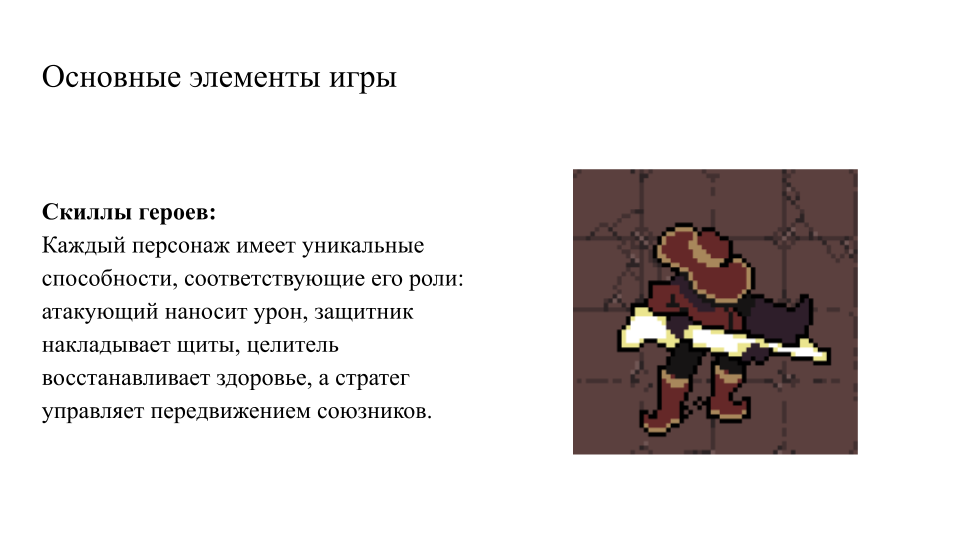 Основные элементы игры
Скиллы героев:
Каждый персонаж имеет уникальные
способности, соответствующие его роли:
атакующий наносит урон, защитник
накладывает щиты, целитель
восстанавливает здоровье, а стратег
управляет передвижением союзников.